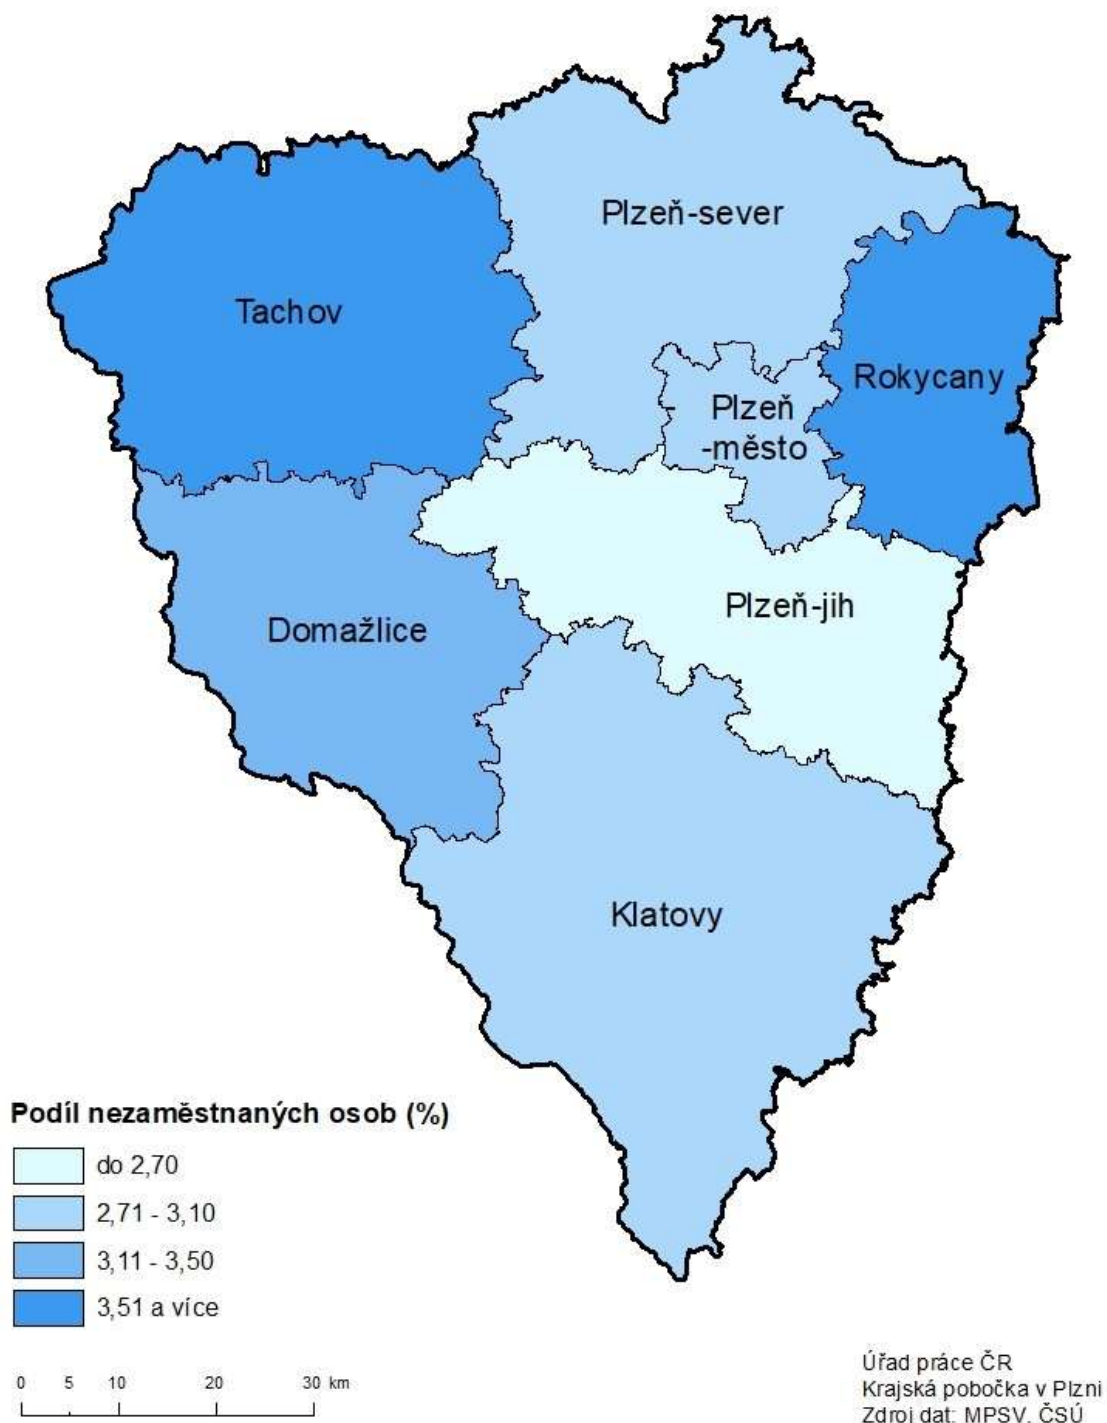 Plzeň-sever
Tachov
Rokycany
Plzeň
-město
Plzeň-jih
Domažlice
Klatovy
Podíl nezaměstnaných osob (%)
do 2,70
2,71 - 3,10
3,11 - 3,50
3,51 a více
0 5 10 20 30 km
Úřad práce ČR
Krajská pobočka v Plzni
Zdroj dat: MPSV, ČSÚ